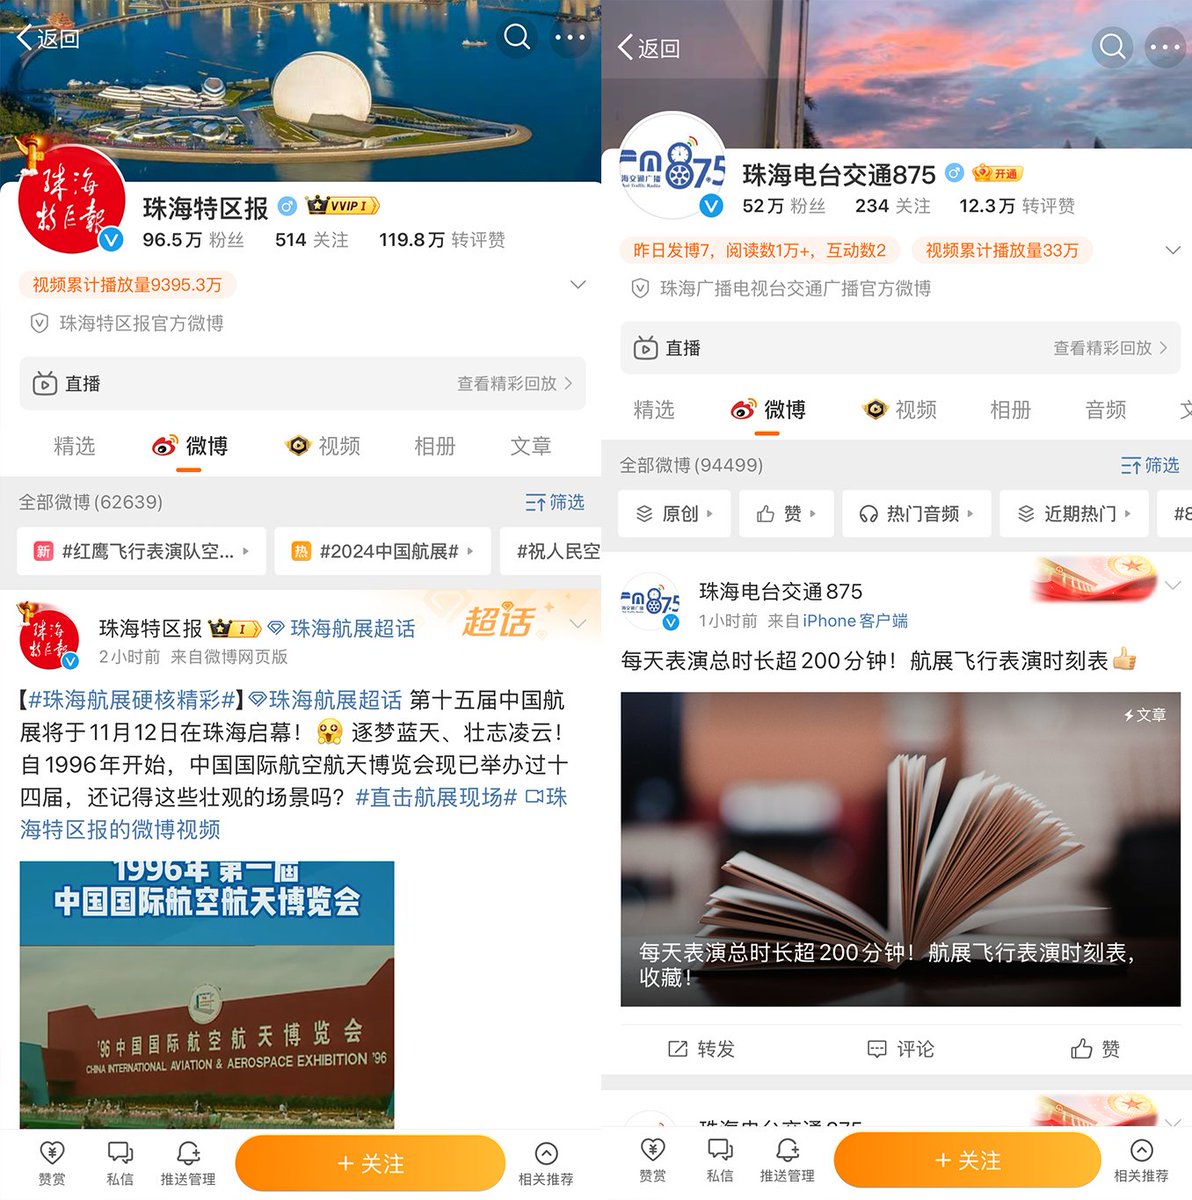 返回
珠海
特区报
珠海特区报
VVIP I
96.5万 粉丝 514 关注 119.8万 转评赞
视频累计播放量9395.3万
珠海特区报官方微博
直播
查看精彩回放
精选
微博
视频
相册
文章
全部微博(62639)
筛选
新 #红鹰飞行表演队空...
热 #2024中国航展#
#祝人民空
珠海特区报
I
珠海航展超话
超话
2小时前 来自微博网页版
【#珠海航展硬核精彩#】珠海航展超话 第十五届中国航
展将于11月12日在珠海启幕！逐梦蓝天、壮志凌云！
自1996年开始，中国国际航空航天博览会现已举办过十
四届，还记得这些壮观的场景吗？#直击航展现场# 珠
海特区报的微博视频
1996年 第一届
中国国际航空航天博览会
'96中国国际航空航天博览会
CHINA INTERNATIONAL AVIATION & AEROSPACE EXHIBITION '96
赞赏
私信
推送管理
+ 关注
相关推荐
返回
FM 87.5
海交通广播
珠海电台交通875
开通
52万 粉丝 234 关注 12.3万 转评赞
昨日发博7，阅读数1万+，互动数2
视频累计播放量33万
珠海广播电视台交通广播官方微博
直播
查看精彩回放
精选
微博
视频
相册
音频
全部微博(94499)
筛选
原创
赞
热门音频
近期热门
珠海电台交通875
1小时前 来自 iPhone客户端
每天表演总时长超200分钟！航展飞行表演时刻表
文章
每天表演总时长超200分钟！航展飞行表演时刻表，
收藏！
转发
评论
赞
珠海电台交通875
赞赏
私信
推送管理
+ 关注
相关推荐